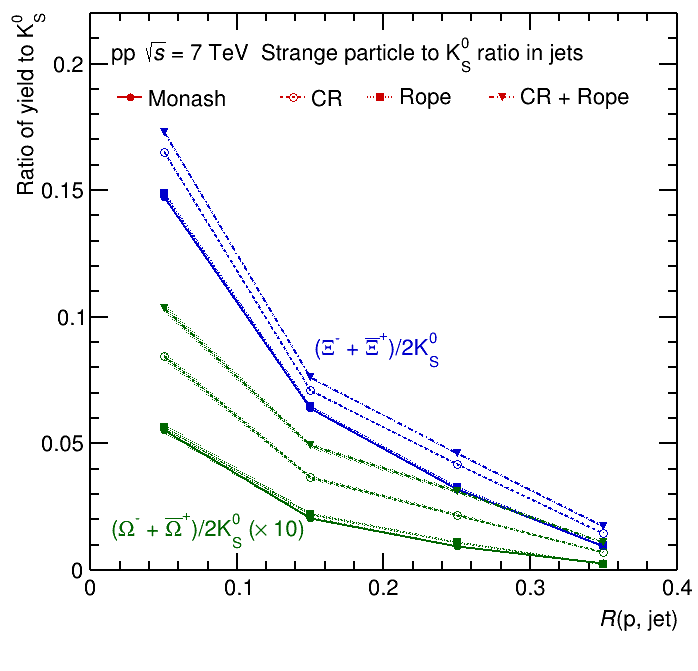 Ratio of yield to K⁰_S
pp √s = 7 TeV Strange particle to K⁰_S ratio in jets
Monash CR Rope CR + Rope
0.2
0.15
0.1
(Ξ⁻ + Ξ̅⁺)/2K⁰_S
0.05
(Ω⁻ + Ω̅⁺)/2K⁰_S (× 10)
0
0 0.1 0.2 0.3 0.4
R(p, jet)